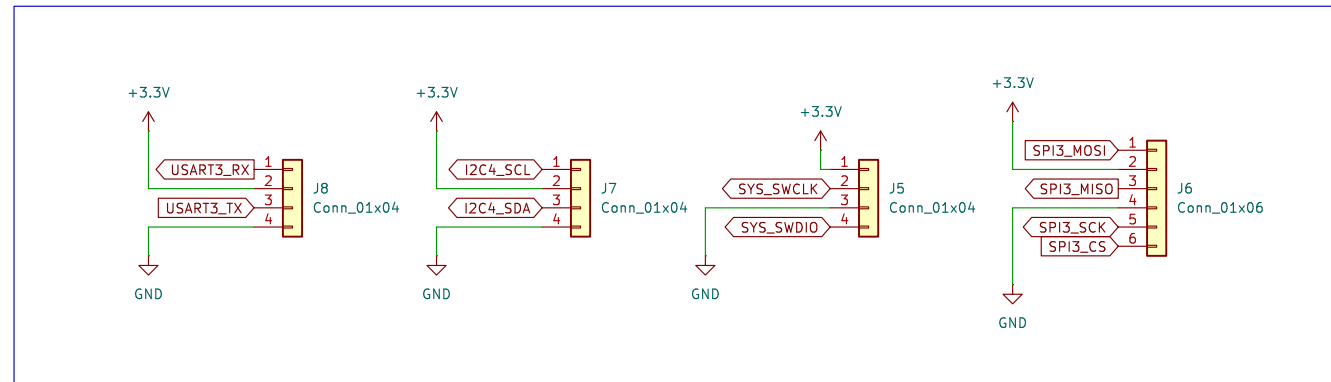 +3.3V
USART3_RX
1
2
USART3_TX
3
4
J8
Conn_01x04
GND
+3.3V
I2C4_SCL
1
2
I2C4_SDA
3
4
J7
Conn_01x04
GND
+3.3V
1
SYS_SWCLK
2
3
SYS_SWDIO
4
J5
Conn_01x04
GND
+3.3V
SPI3_MOSI
1
2
SPI3_MISO
3
4
SPI3_SCK
5
SPI3_CS
6
J6
Conn_01x06
GND